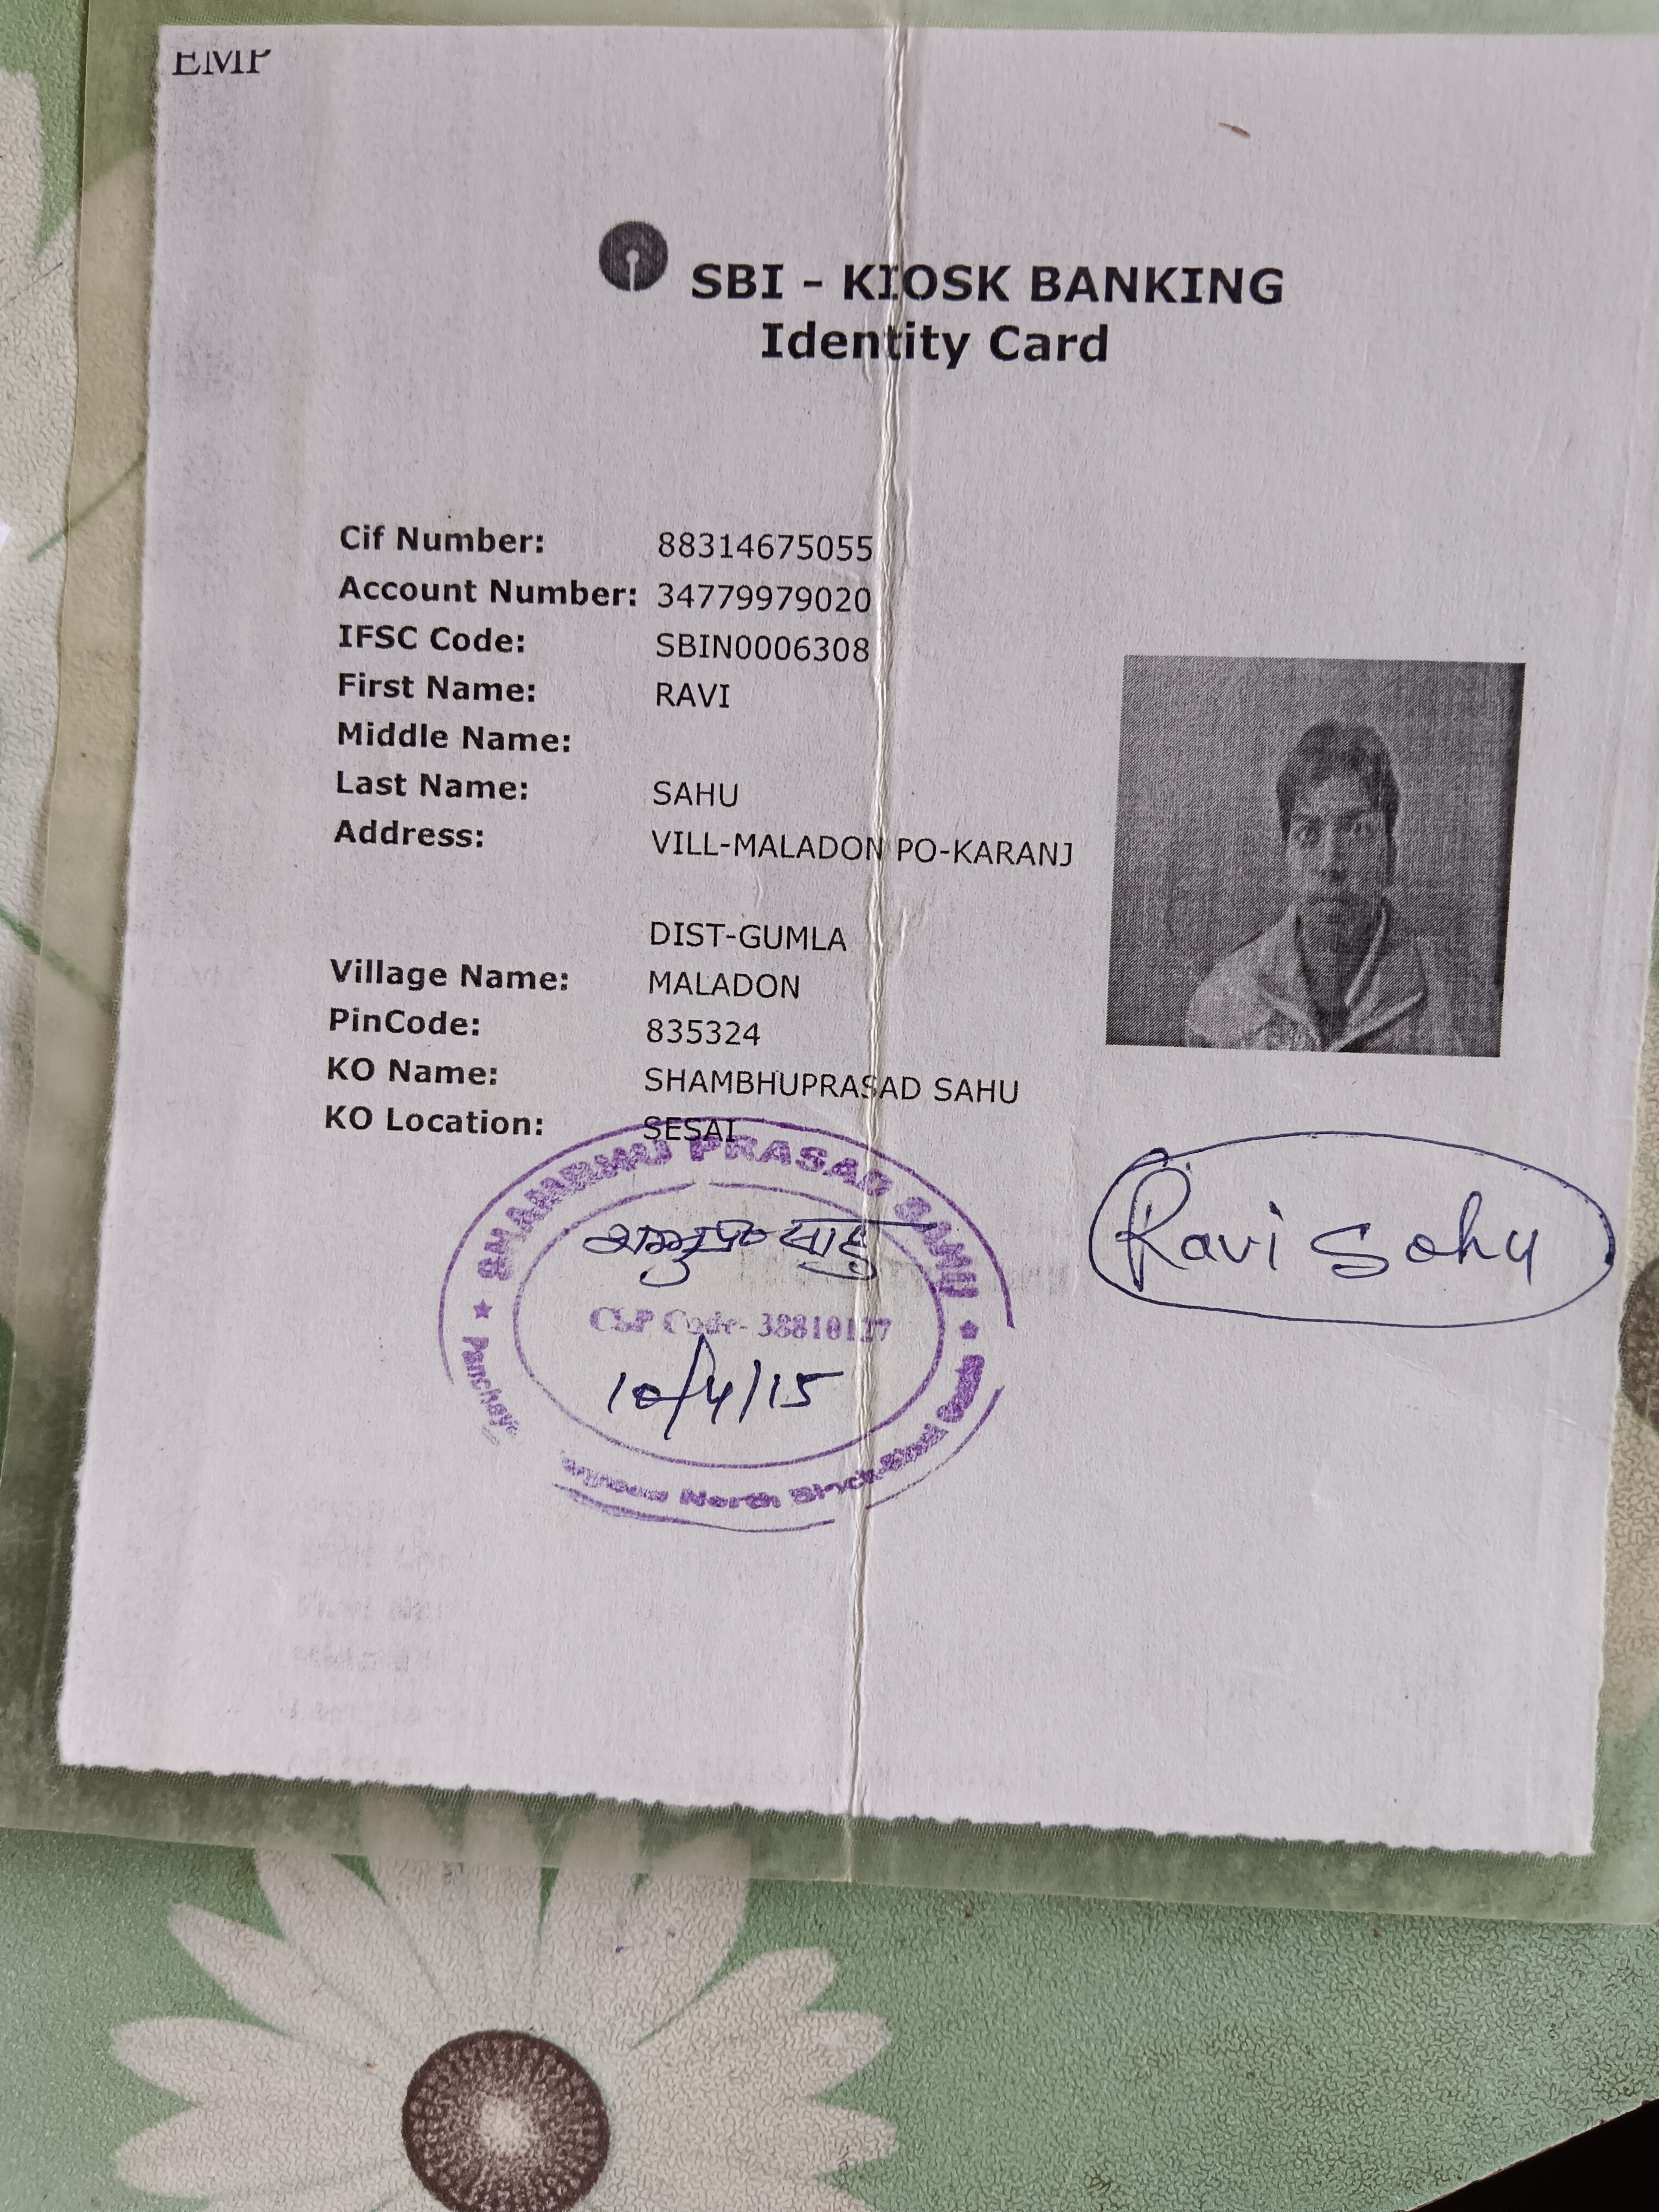 EMP
SBI - KIOSK BANKING
Identity Card
Cif Number: 88314675055
Account Number: 34779979020
IFSC Code: SBIN0006308
First Name: RAVI
Middle Name:
Last Name: SAHU
Address: VILL-MALADON PO-KARANJ
DIST-GUMLA
Village Name: MALADON
PinCode: 835324
KO Name: SHAMBHUPRASAD SAHU
KO Location: SESAI
SHAMBHU PRASAD SAHU
साहु
CSP Code- 38810127
10/4/15
North
Ravi Sahu